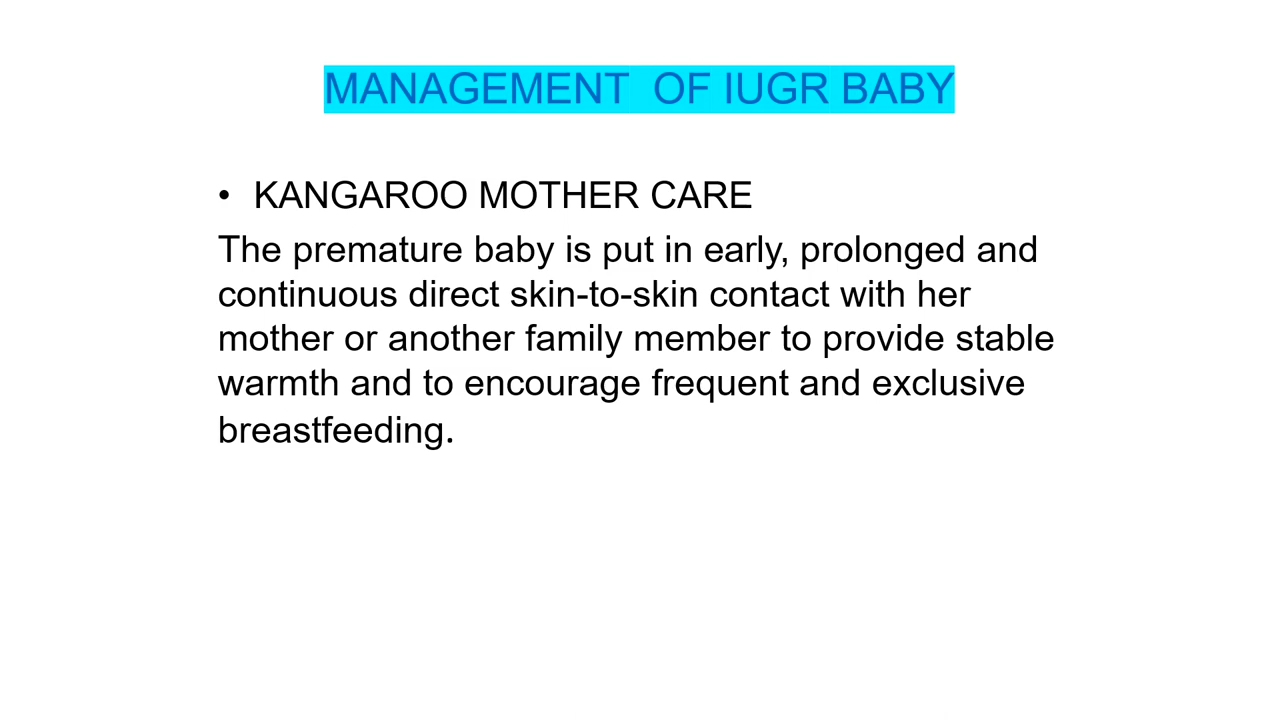 MANAGEMENT  OF IUGR BABY
• KANGAROO MOTHER CARE
The premature baby is put in early, prolonged and
continuous direct skin-to-skin contact with her
mother or another family member to provide stable
warmth and to encourage frequent and exclusive
breastfeeding.